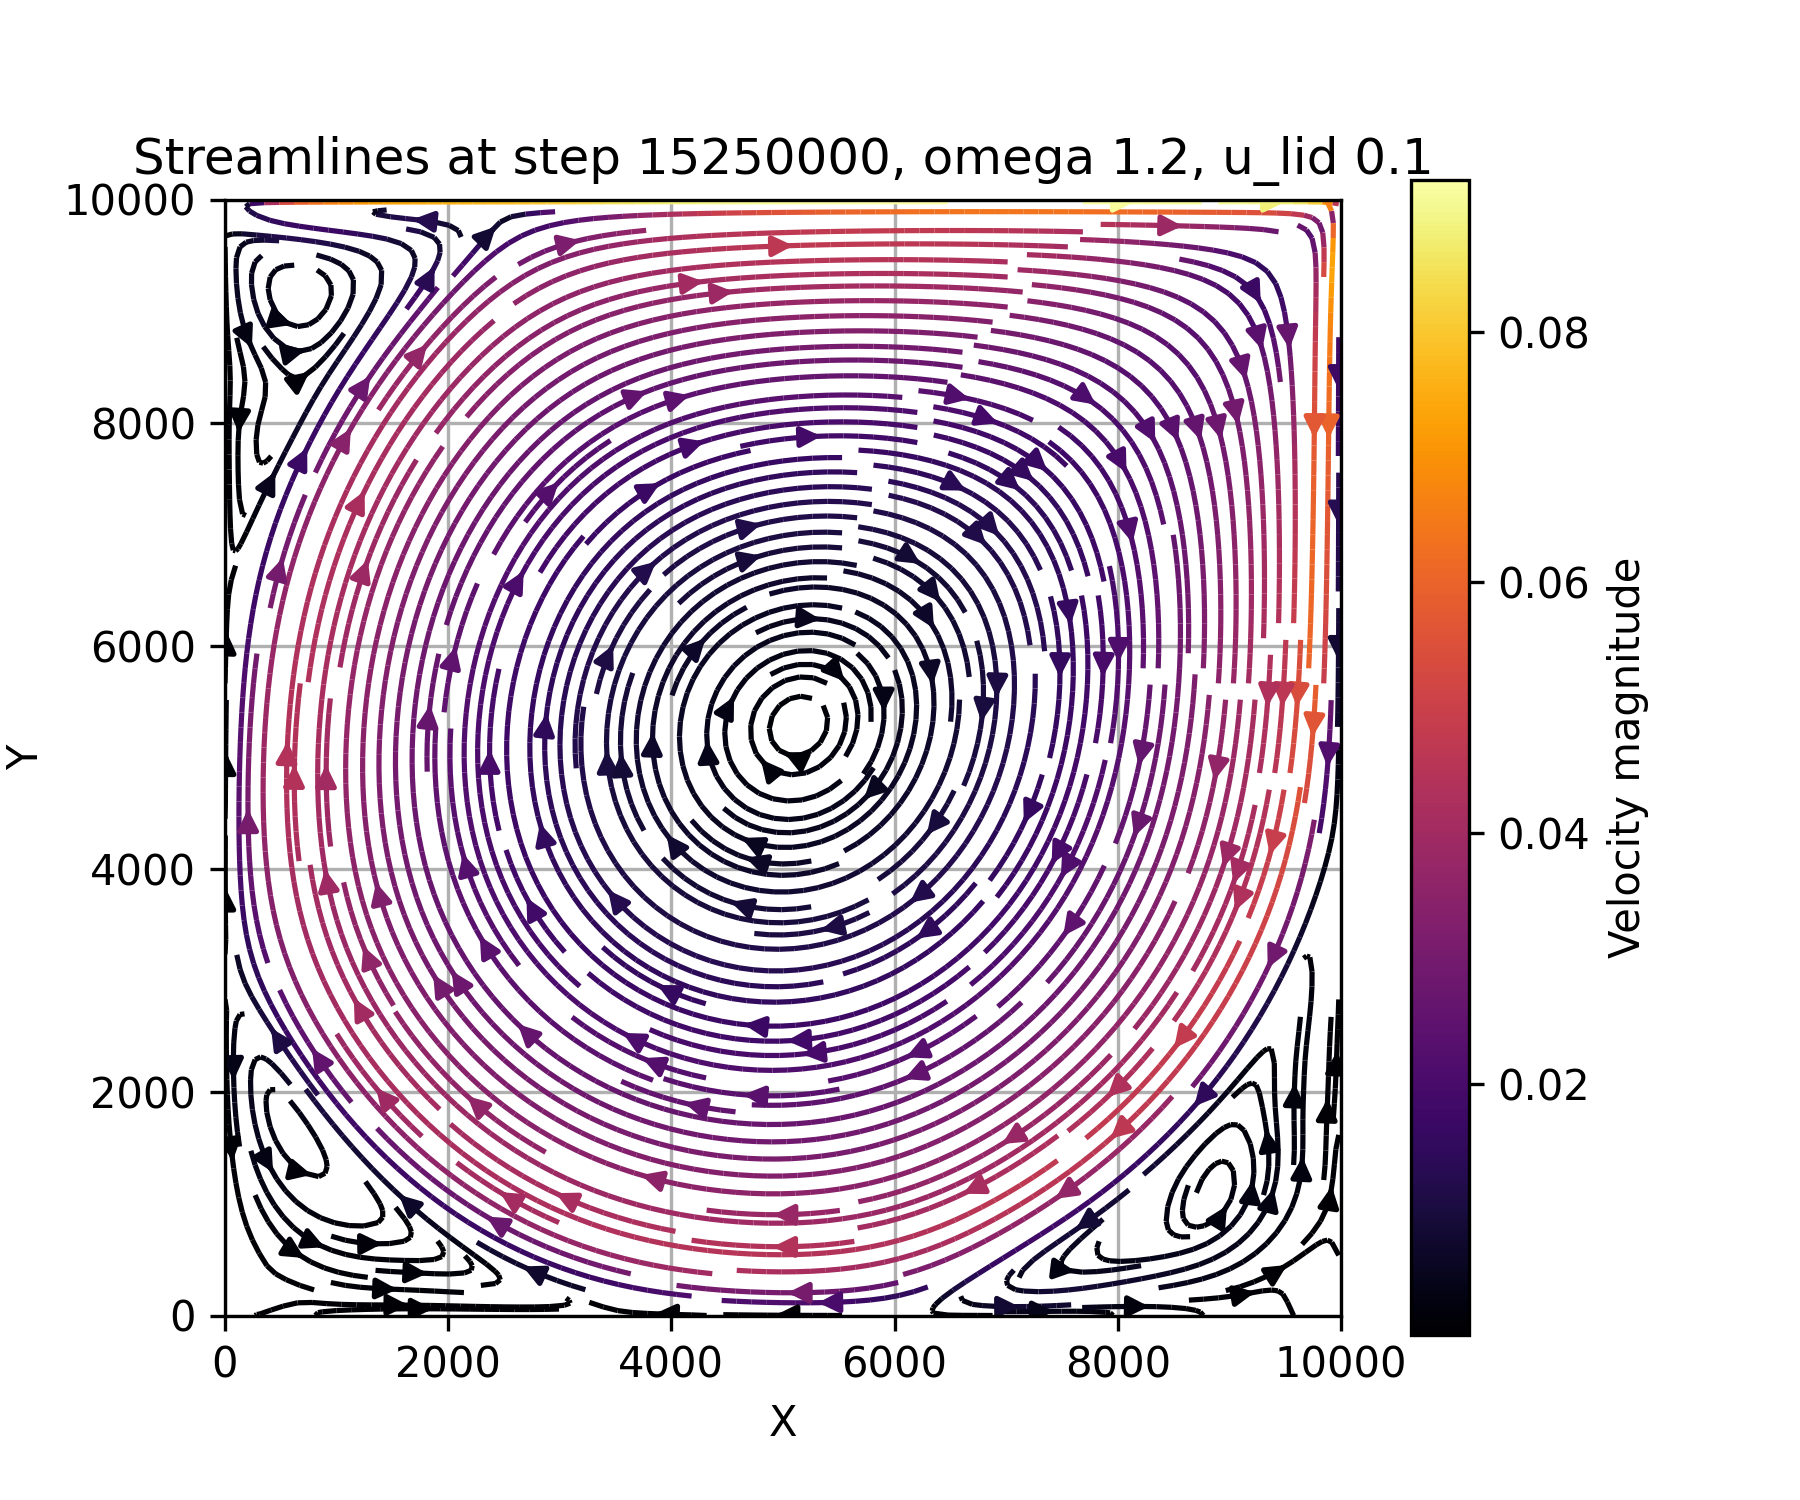 Streamlines at step 15250000, omega 1.2, u_lid 0.1
10000
8000
6000
4000
2000
0
Y
0 2000 4000 6000 8000 10000
X
0.08
0.06
0.04
0.02
Velocity magnitude